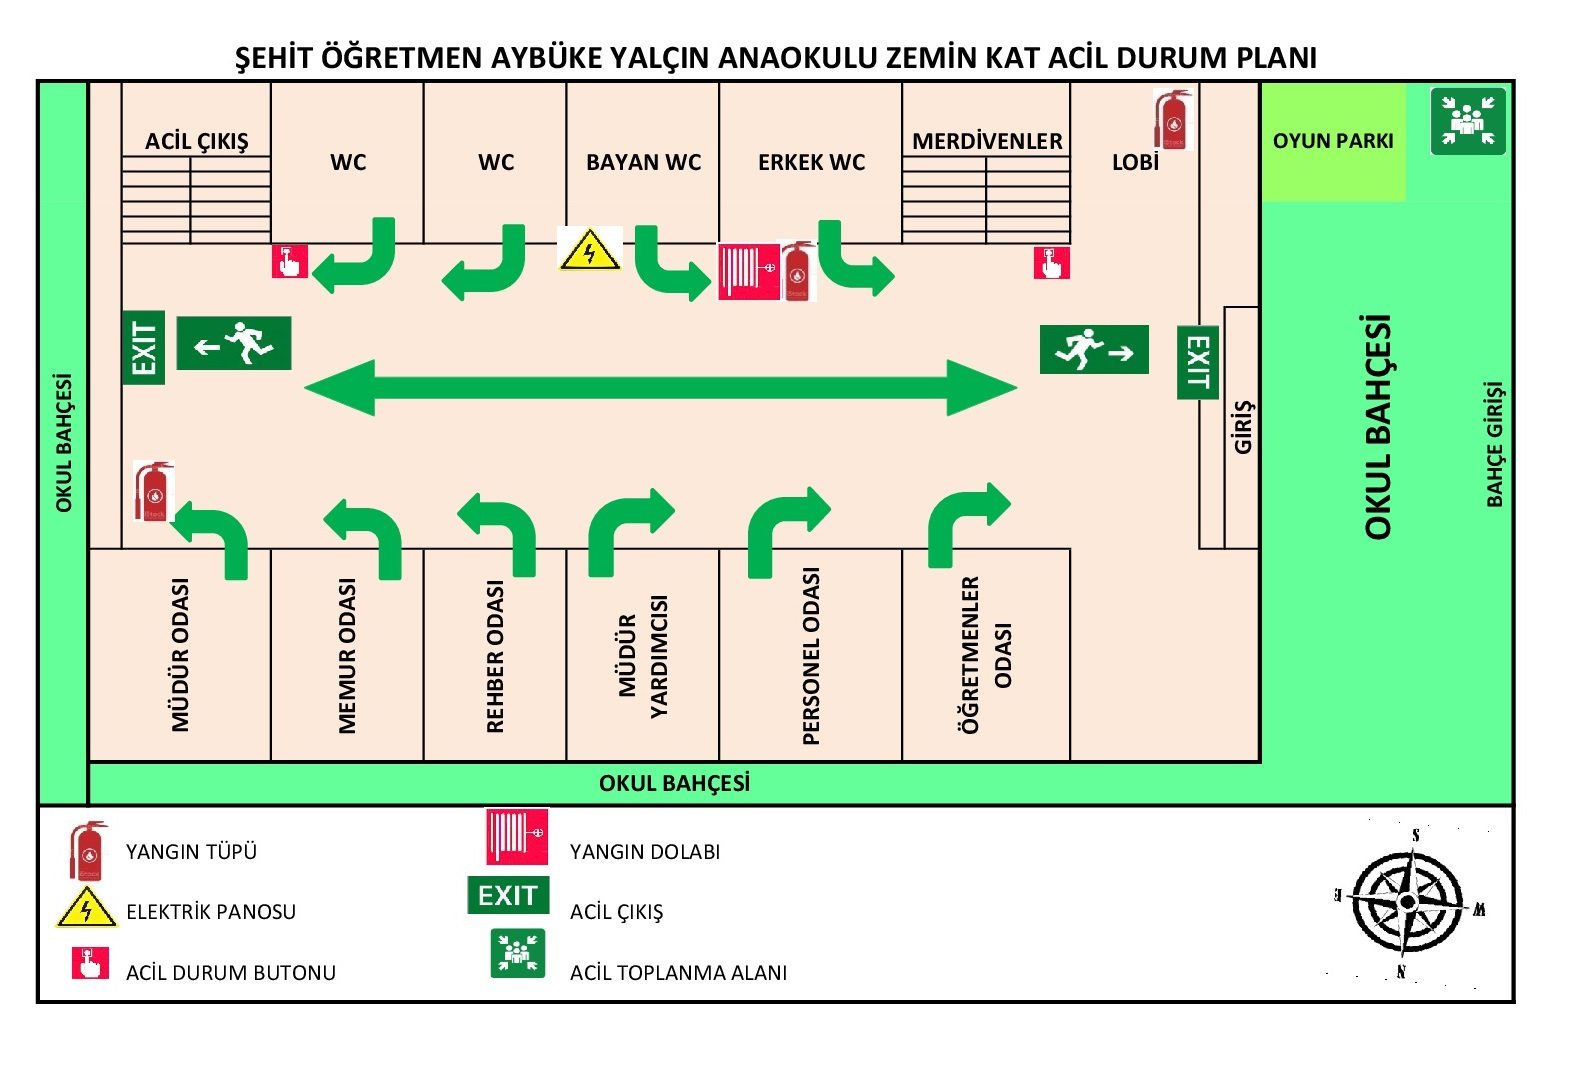 ŞEHİT ÖĞRETMEN AYBÜKE YALÇIN ANAOKULU ZEMİN KAT ACİL DURUM PLANI
ACİL ÇIKIŞ
WC
WC
BAYAN WC
ERKEK WC
MERDİVENLER
LOBİ
OYUN PARKI
EXIT
EXIT
GİRİŞ
OKUL BAHÇESİ
OKUL BAHÇESİ
BAHÇE GİRİŞİ
MÜDÜR ODASI
MEMUR ODASI
REHBER ODASI
MÜDÜR
YARDIMCISI
PERSONEL ODASI
ÖĞRETMENLER
ODASI
OKUL BAHÇESİ
YANGIN TÜPÜ
YANGIN DOLABI
ELEKTRİK PANOSU
EXIT
ACİL ÇIKIŞ
ACİL DURUM BUTONU
ACİL TOPLANMA ALANI
S
E
W
N